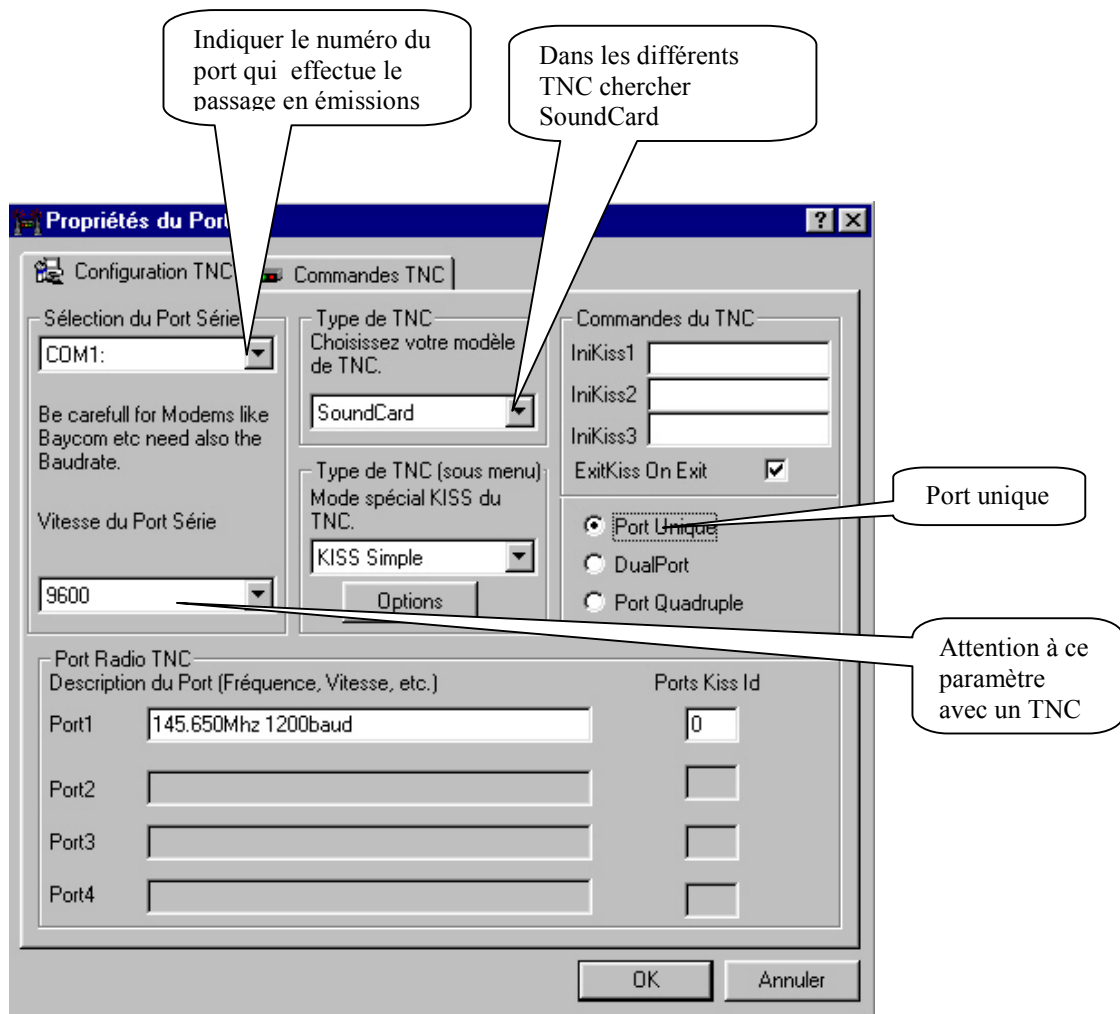 Indiquer le numéro du
port qui effectue le
passage en émissions
Dans les différents
TNC chercher
SoundCard
Propriétés du Port
Configuration TNC
Commandes TNC
Sélection du Port Série
COM1:
Be carefull for Modems like
Baycom etc need also the
Baudrate.
Vitesse du Port Série
9600
Type de TNC
Choisissez votre modèle
de TNC.
SoundCard
Type de TNC (sous menu)
Mode spécial KISS du
TNC.
KISS Simple
Options
Commandes du TNC
IniKiss1
IniKiss2
IniKiss3
ExitKiss On Exit
Port Unique
DualPort
Port Quadruple
Port unique
Attention à ce
paramètre
avec un TNC
Port Radio TNC
Description du Port (Fréquence, Vitesse, etc.)
Ports Kiss Id
Port1
145.650Mhz 1200baud
0
Port2
Port3
Port4
OK
Annuler